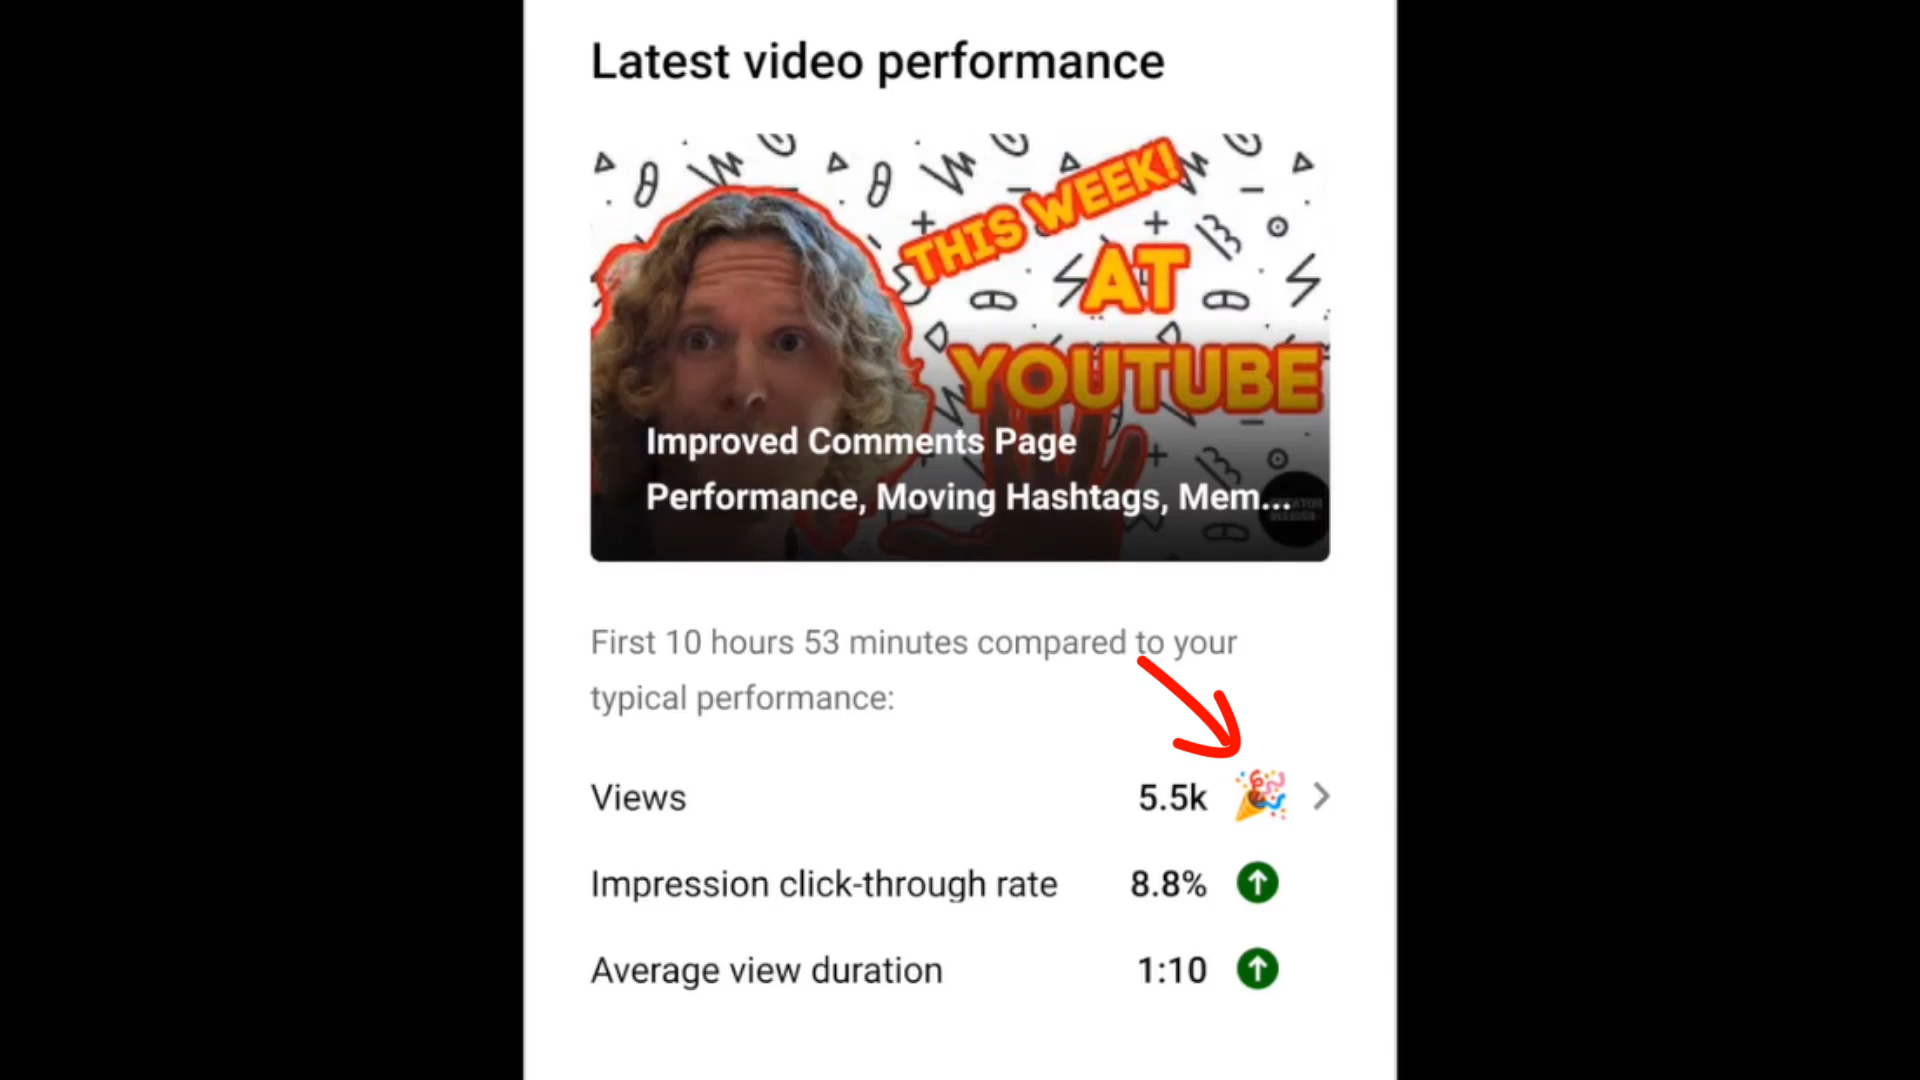 Latest video performance
THIS WEEK!
AT
YOUTUBE
Improved Comments Page
Performance, Moving Hashtags, Mem...
CREATOR
INSIDER
First 10 hours 53 minutes compared to your
typical performance:
Views 5.5k
Impression click-through rate 8.8%
Average view duration 1:10